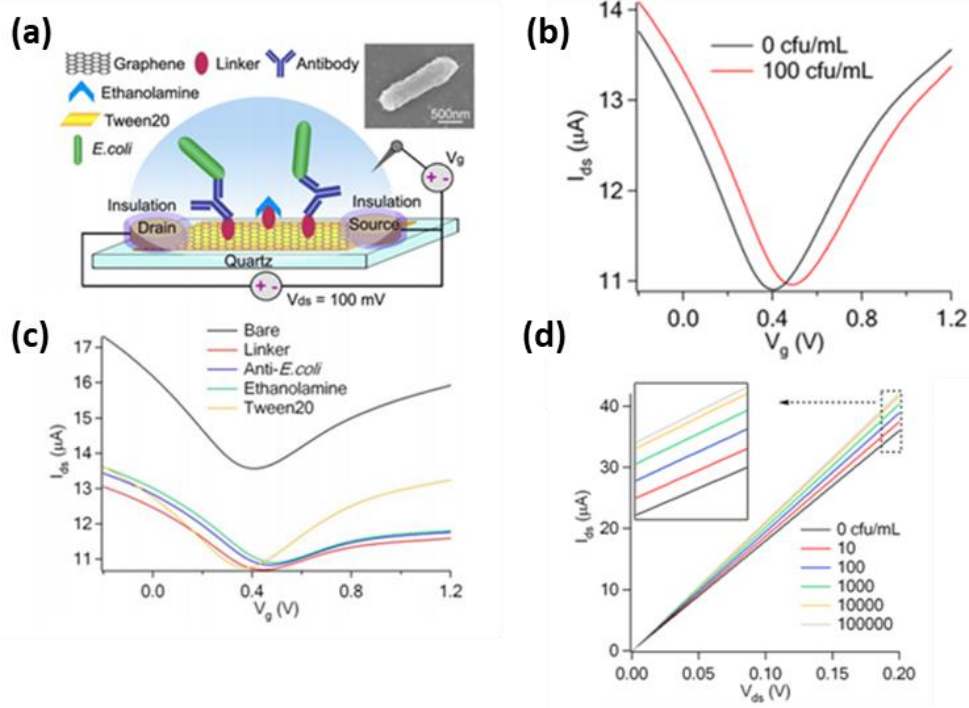 (a)
Graphene Linker Antibody
Ethanolamine
Tween20
E.coli
500nm
Vg
+ -
Insulation
Insulation
Drain
Source
Quartz
+ -
Vds = 100 mV
(b)
14
13
12
11
Ids (μA)
0 cfu/mL
100 cfu/mL
0.0 0.4 0.8 1.2
Vg (V)
(c)
17
16
15
14
13
12
11
Ids (μA)
Bare
Linker
Anti-E.coli
Ethanolamine
Tween20
0.0 0.4 0.8 1.2
Vg (V)
(d)
40
30
20
10
0
Ids (μA)
0 cfu/mL
10
100
1000
10000
100000
0.00 0.05 0.10 0.15 0.20
Vds (V)